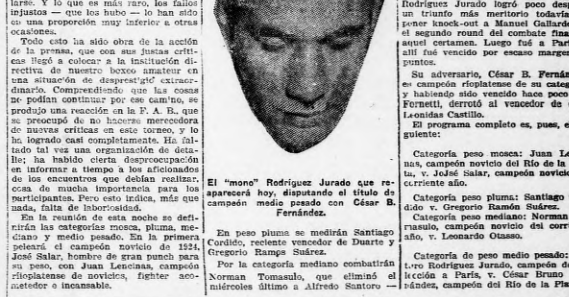 larse. Y lo que es más raro, los fallos
injustos — que los hubo — lo han sido
en una proporción muy inferior a otras
ocasiones.
Todo esto ha sido obra de la acción
de la prensa, que con sus justas críti-
cas llegó a colocar a la institución di-
rectiva de nuestro boxeo amateur en
una situación de desprestigio extraor-
dinario. Comprendiendo que las cosas
no podían continuar por ese camino, se
produjo una reacción en la F. A. B. que
se preocupó de no hacerse merecedora
de nuevas críticas en este torneo, y lo
ha logrado casi completamente. Ha fal-
tado tal vez una organización de deta-
lle; ha habido cierta despreocupación
en informar a tiempo a los aficionados
de los encuentros que debían realizar,
cosa de mucha importancia para los
participantes. Pero esto indica, más que
nada, falta de laboriosidad.
En la reunión de esta noche se defi-
nirán las categorías mosca, pluma, me-
diano y medio pesado. En la primera
peleará el campeón novicio de 1924,
José Salar, hombre de gran punch para
su peso, con Juan Lencinas, campeón
rioplatense de novicios, fighter aco-
metedor e incansable.
El "mono" Rodríguez Jurado que re-
aparecerá hoy, disputando el título de
campeón medio pesado con César B.
Fernández.
En peso pluma se medirán Santiago
Cordido, reciente vencedor de Duarte y
Gregorio Ramps Suárez.
Por la categoría mediano combatirán
Norman Tomasulo, que eliminó el
miércoles último a Alfredo Santoro —
Rodríguez Jurado logró poco desp
un triunfo más meritorio todavía
poner knock-out a Manuel Gallardo
el segundo round del combate fina
aquel certamen. Luego fué a Parí
allí fué vencido por escaso margen
puntos.
Su adversario, César B. Fernán
es campeón rioplatense de su categ
y habiendo sido vencido hace poco
Fornetti, derrotó al vencedor de
Leonidas Castillo.
El programa completo es, pues, e
guiente:
Categoría peso mosca: Juan L
nas, campeón novicio del Río de la
ta, v. JoJsé Salar, campeón novicio
corriente año.
Categoría peso pluma: Santiago
dido v. Gregorio Ramón Suárez.
Categoría peso mediano: Norman
masulo, campeón novicio del corr
año, v. Leonardo Otasso.
Categoría de peso medio pesado:
turo Rodríguez Jurado, campeón d
lección a París, v. César Bruno
nández, campeón del Río de la Pla